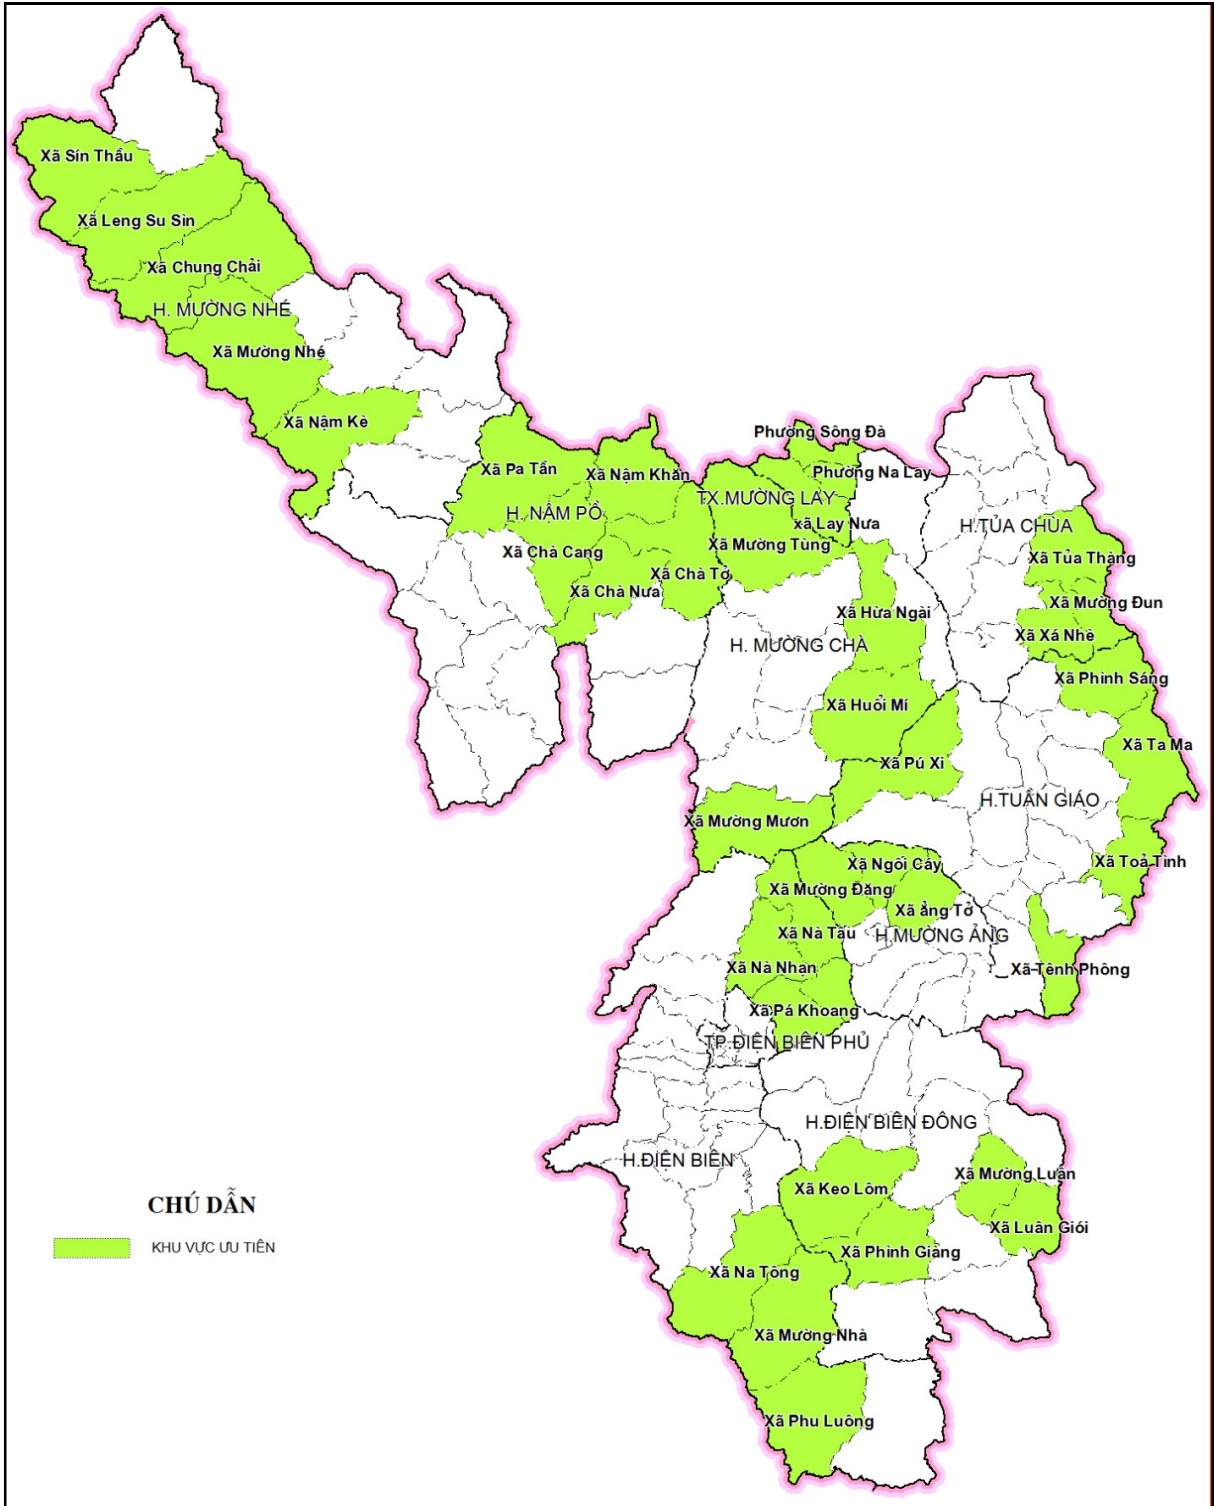 Xã Sín Thầu
Xã Leng Su Sìn
Xã Chung Chải
H. MƯỜNG NHÉ
Xã Mường Nhé
Xã Nậm Kè
Phường Sông Đà
Xã Pa Tần
Xã Nậm Khăn
Phường Na Lay
TX.MƯỜNG LAY
H. NẬM PỒ
xã Lay Nưa
H.TỦA CHÙA
Xã Chà Cang
Xã Mường Tùng
Xã Tủa Thàng
Xã Chà Tở
Xã Chà Nưa
Xã Mường Đun
Xã Hừa Ngài
Xã Xá Nhè
H. MƯỜNG CHÀ
Xã Phình Sáng
Xã Huổi Mí
Xã Ta Ma
Xã Pú Xi
H.TUẦN GIÁO
Xã Mường Mươn
Xã Ngối Cáy
Xã Toả Tình
Xã Mường Đăng
Xã ẳng Tở
Xã Nà Tấu
H.MƯỜNG ẢNG
Xã Nà Nhạn
Xã Tênh Phông
Xã Pá Khoang
TP.ĐIỆN BIÊN PHỦ
H.ĐIỆN BIÊN ĐÔNG
H.ĐIỆN BIÊN
Xã Mường Luân
Xã Keo Lôm
CHÚ DẪN
Xã Luân Giói
KHU VỰC ƯU TIÊN
Xã Phình Giàng
Xã Na Tông
Xã Mường Nhà
Xã Phu Luông